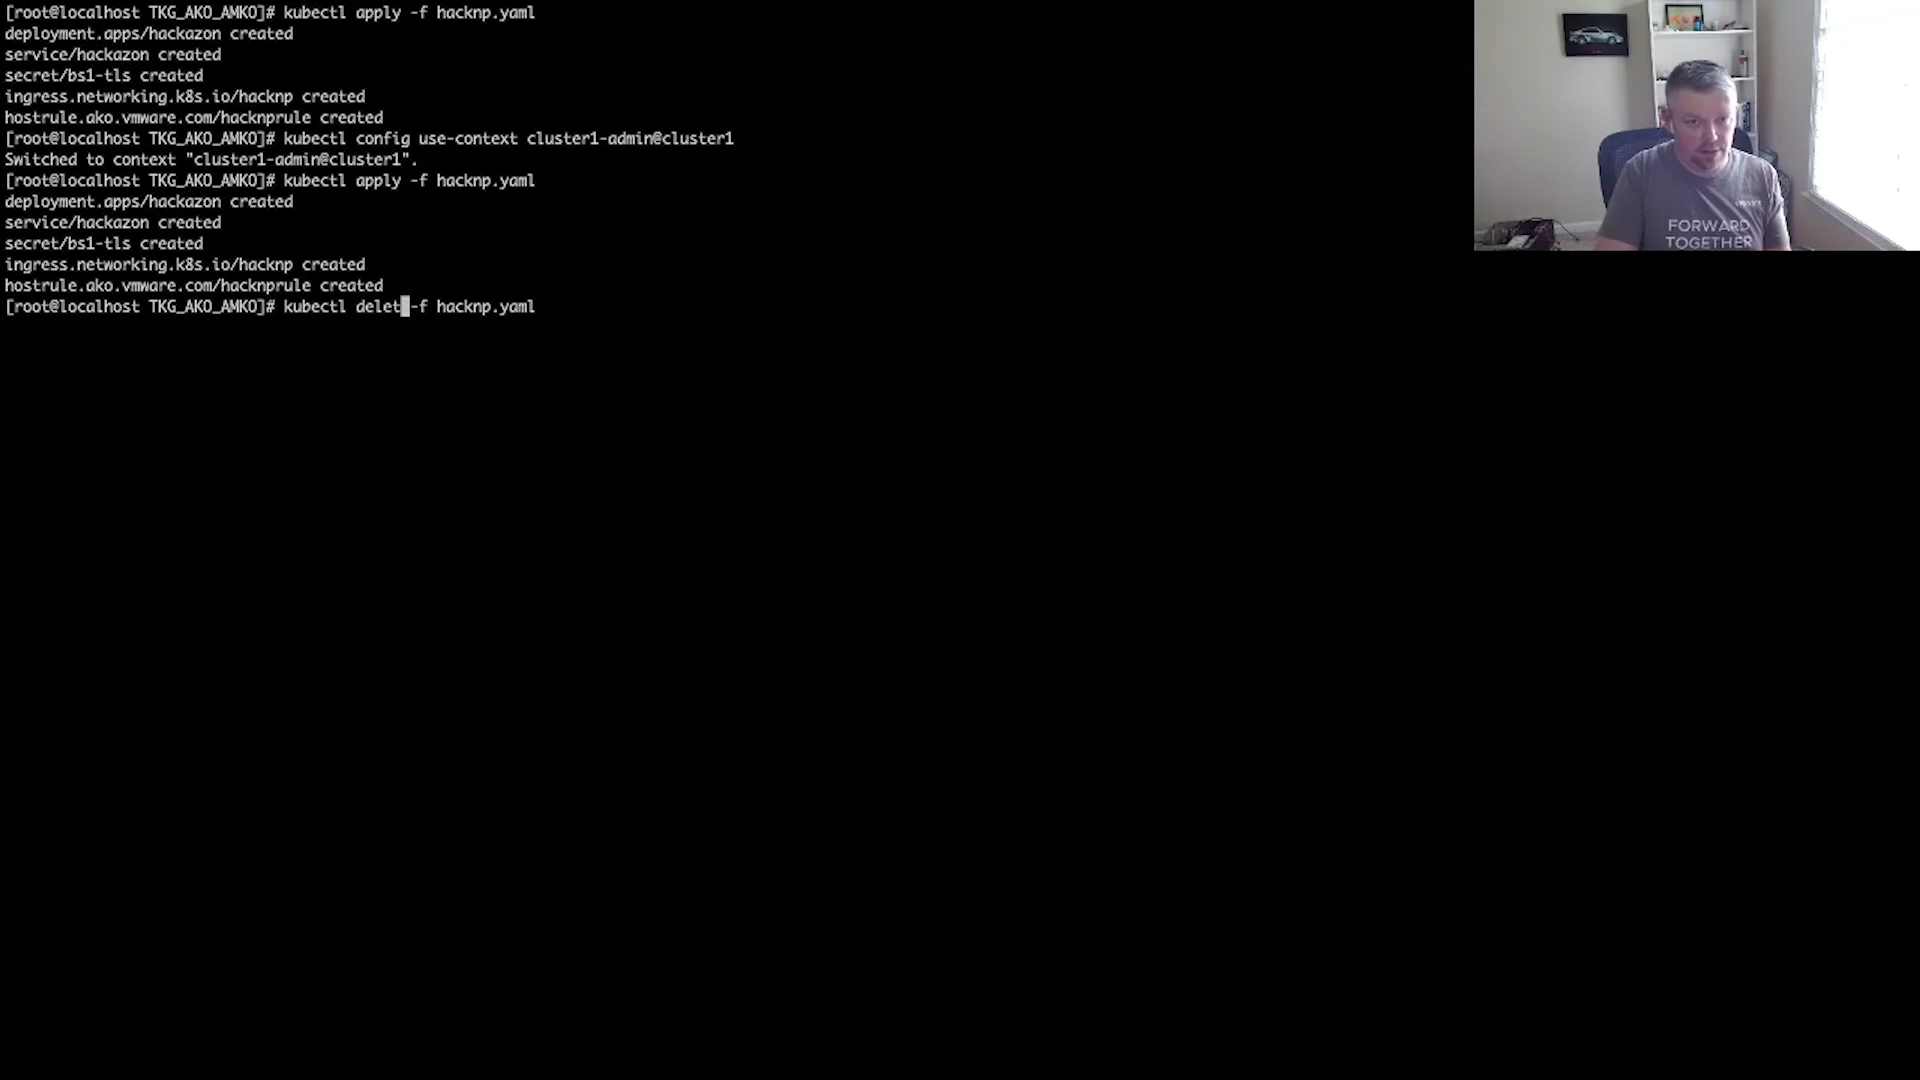 [root@localhost TKG_AKO_AMKO]# kubectl apply -f hacknp.yaml
deployment.apps/hackazon created
service/hackazon created
secret/bs1-tls created
ingress.networking.k8s.io/hacknp created
hostrule.ako.vmware.com/hacknprule created
[root@localhost TKG_AKO_AMKO]# kubectl config use-context cluster1-admin@cluster1
Switched to context "cluster1-admin@cluster1".
[root@localhost TKG_AKO_AMKO]# kubectl apply -f hacknp.yaml
deployment.apps/hackazon created
service/hackazon created
secret/bs1-tls created
ingress.networking.k8s.io/hacknp created
hostrule.ako.vmware.com/hacknprule created
[root@localhost TKG_AKO_AMKO]# kubectl delet -f hacknp.yaml
FORWARD
TOGETHER